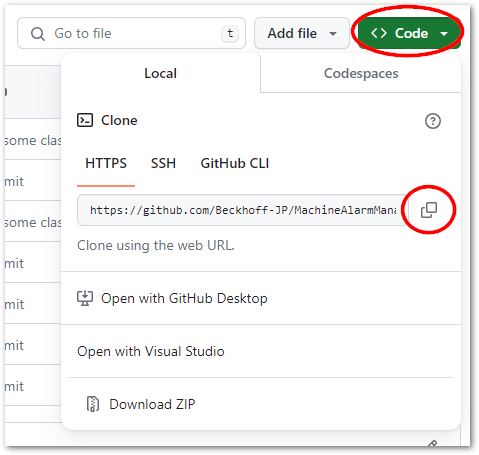 Go to file
t
Add file
<> Code
Local
Codespaces
some clas
Clone
HTTPS
SSH
GitHub CLI
mit
https://github.com/Beckhoff-JP/MachineAlarmMana
some clas
Clone using the web URL.
mit
Open with GitHub Desktop
mit
Open with Visual Studio
mit
mit
Download ZIP